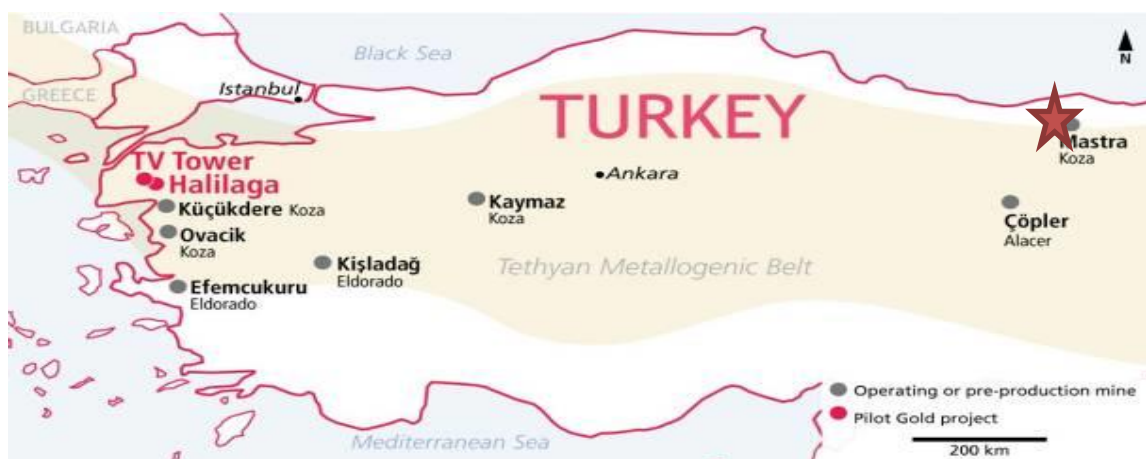 BULGARIA
Black Sea
N
GREECE
Istanbul
TURKEY
Mastra
Koza
TV Tower
Halilaga
Ankara
Küçükdere Koza
Kaymaz
Koza
Çöpler
Alacer
Ovacik
Koza
Kişladağ
Eldorado
Tethyan Metallogenic Belt
Efemcukuru
Eldorado
Operating or pre-production mine
Pilot Gold project
Mediterranean Sea
200 km